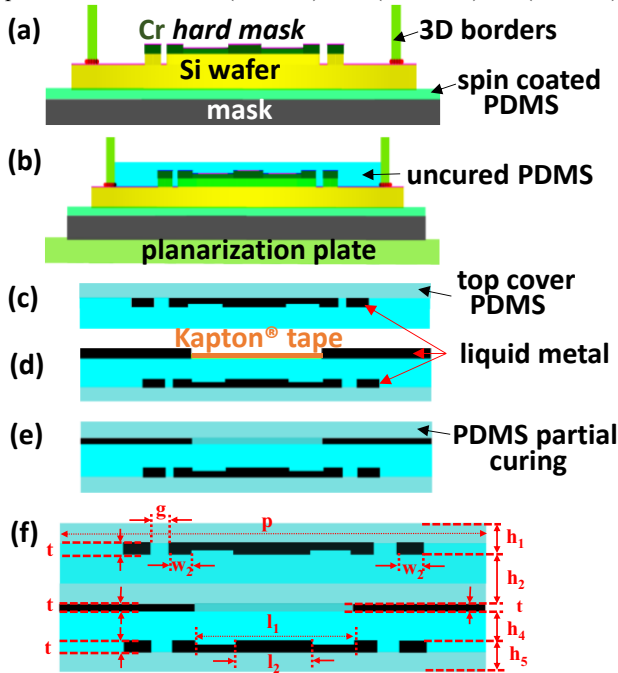 (a)
Cr hard mask
3D borders
Si wafer
spin coated
PDMS
mask
(b)
uncured PDMS
planarization plate
(c)
top cover
PDMS
Kapton® tape
liquid metal
(d)
(e)
PDMS partial
curing
(f)
g
p
h1
t
w2
w2
h2
t
t
l1
h4
t
l2
h5